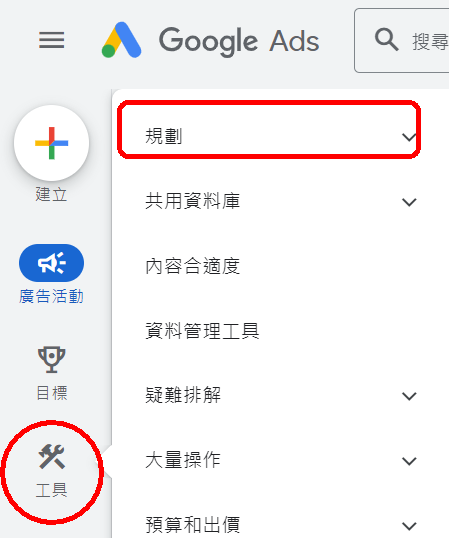 Google Ads
搜尋
建立
廣告活動
目標
工具
規劃
共用資料庫
內容合適度
資料管理工具
疑難排解
大量操作
預算和出價